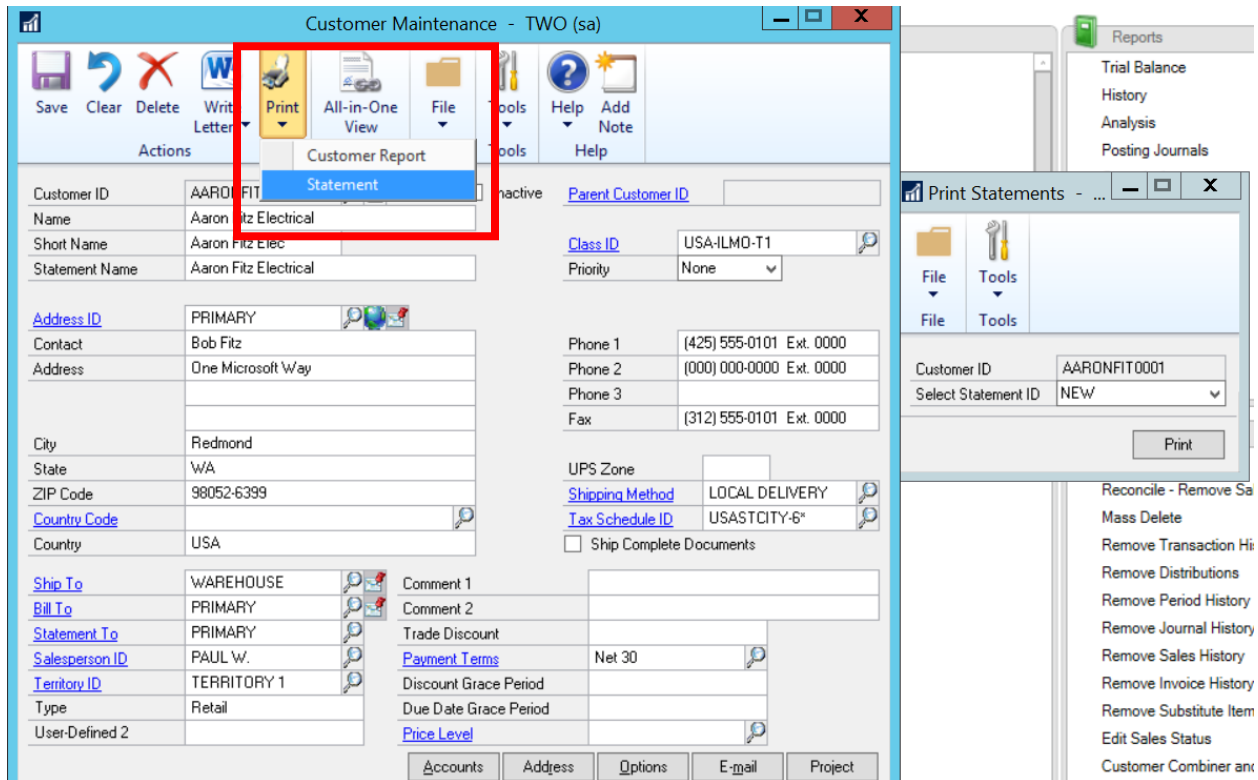 Customer Maintenance - TWO (sa)
Save Clear Delete Write Letter Print All-in-One View File Tools Help Add Note
Actions Tools Help
Customer Report
Statement
Customer ID AARONFIT Inactive Parent Customer ID
Name Aaron Fitz Electrical
Short Name Aaron Fitz Elec Class ID USA-ILMO-T1
Statement Name Aaron Fitz Electrical Priority None
Address ID PRIMARY
Contact Bob Fitz Phone 1 (425) 555-0101 Ext. 0000
Address One Microsoft Way Phone 2 (000) 000-0000 Ext. 0000
Phone 3
Fax (312) 555-0101 Ext. 0000
City Redmond
State WA UPS Zone
ZIP Code 98052-6399 Shipping Method LOCAL DELIVERY
Country Code Tax Schedule ID USASTCITY-6*
Country USA Ship Complete Documents
Ship To WAREHOUSE Comment 1
Bill To PRIMARY Comment 2
Statement To PRIMARY Trade Discount
Salesperson ID PAUL W. Payment Terms Net 30
Territory ID TERRITORY 1 Discount Grace Period
Type Retail Due Date Grace Period
User-Defined 2 Price Level
Accounts Address Options E-mail Project
Reports
Trial Balance
History
Analysis
Posting Journals
Print Statements - ...
File Tools
File Tools
Customer ID AARONFIT0001
Select Statement ID NEW
Print
Reconcile - Remove Sa
Mass Delete
Remove Transaction His
Remove Distributions
Remove Period History
Remove Journal History
Remove Sales History
Remove Invoice History
Remove Substitute Item
Edit Sales Status
Customer Combiner and